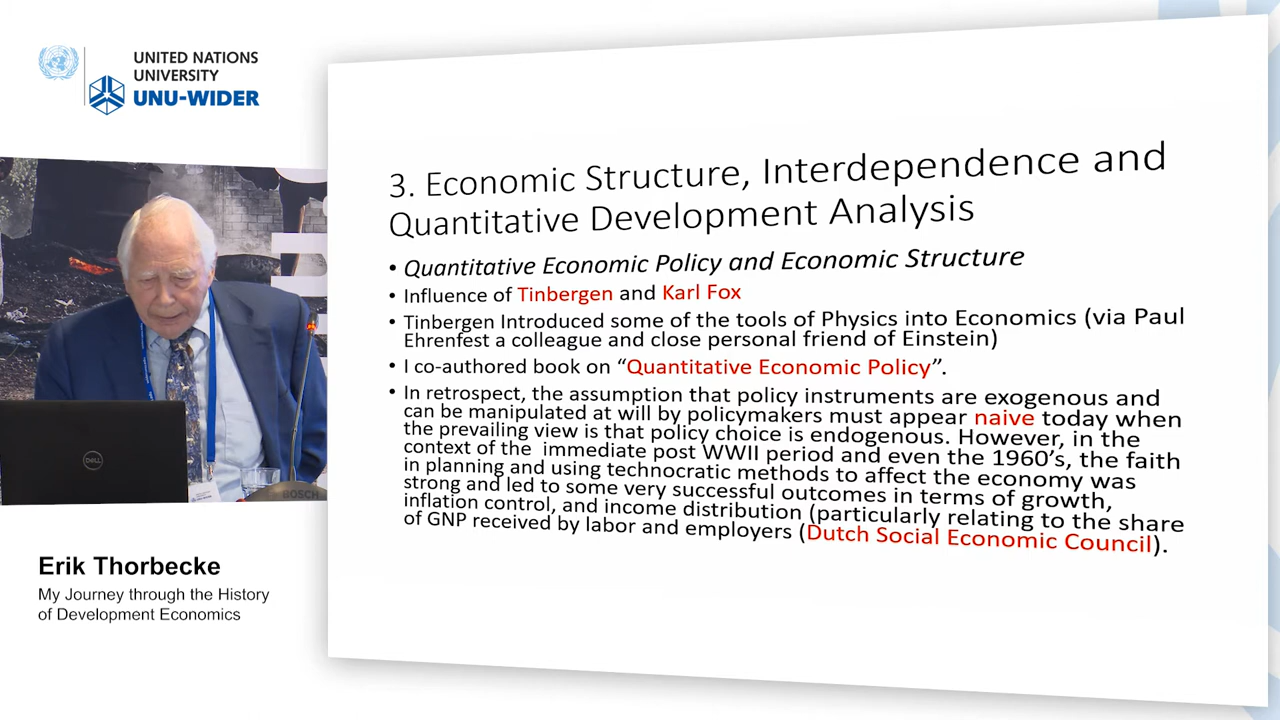 UNITED NATIONS
UNIVERSITY
UNU-WIDER
3. Economic Structure, Interdependence and
Quantitative Development Analysis
• Quantitative Economic Policy and Economic Structure
• Influence of Tinbergen and Karl Fox
• Tinbergen Introduced some of the tools of Physics into Economics (via Paul
Ehrenfest a colleague and close personal friend of Einstein)
• I co-authored book on “Quantitative Economic Policy”.
• In retrospect, the assumption that policy instruments are exogenous and
can be manipulated at will by policymakers must appear naive today when
the prevailing view is that policy choice is endogenous. However, in the
context of the immediate post WWII period and even the 1960’s, the faith
in planning and using technocratic methods to affect the economy was
strong and led to some very successful outcomes in terms of growth,
inflation control, and income distribution (particularly relating to the share
of GNP received by labor and employers (Dutch Social Economic Council).
DELL
BOSCH
Erik Thorbecke
My Journey through the History
of Development Economics